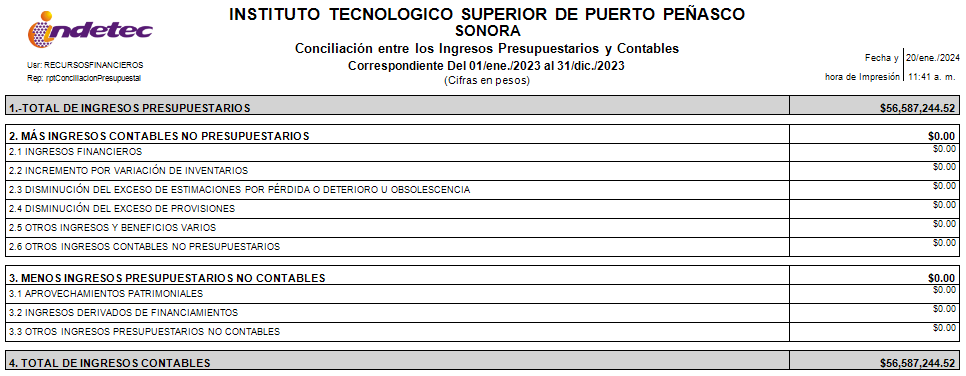 indetec
INSTITUTO TECNOLOGICO SUPERIOR DE PUERTO PEÑASCO
SONORA
Conciliación entre los Ingresos Presupuestarios y Contables
Correspondiente Del 01/ene./2023 al 31/dic./2023
(Cifras en pesos)
Usr: RECURSOSFINANCIEROS
Rep: rptConciliacionPresupuestal
Fecha y 20/ene./2024
hora de Impresión 11:41 a. m.
1.-TOTAL DE INGRESOS PRESUPUESTARIOS $56,587,244.52
2. MÁS INGRESOS CONTABLES NO PRESUPUESTARIOS $0.00
2.1 INGRESOS FINANCIEROS $0.00
2.2 INCREMENTO POR VARIACIÓN DE INVENTARIOS $0.00
2.3 DISMINUCIÓN DEL EXCESO DE ESTIMACIONES POR PÉRDIDA O DETERIORO U OBSOLESCENCIA $0.00
2.4 DISMINUCIÓN DEL EXCESO DE PROVISIONES $0.00
2.5 OTROS INGRESOS Y BENEFICIOS VARIOS $0.00
2.6 OTROS INGRESOS CONTABLES NO PRESUPUESTARIOS $0.00
3. MENOS INGRESOS PRESUPUESTARIOS NO CONTABLES $0.00
3.1 APROVECHAMIENTOS PATRIMONIALES $0.00
3.2 INGRESOS DERIVADOS DE FINANCIAMIENTOS $0.00
3.3 OTROS INGRESOS PRESUPUESTARIOS NO CONTABLES $0.00
4. TOTAL DE INGRESOS CONTABLES $56,587,244.52